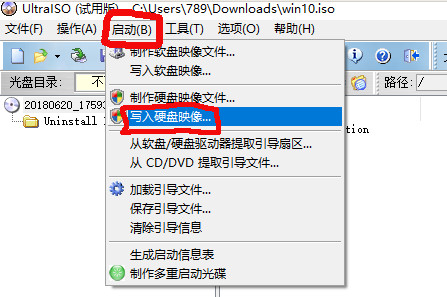 UltraISO (试用版) - C:\Users\789\Downloads\win10.iso
文件(F) 操作(A) 启动(B) 工具(T) 选项(O) 帮助(H)
制作软盘映像文件...
写入软盘映像...
光盘目录: 不 路径: /
制作硬盘映像文件...
20180620_1759
写入硬盘映像...
Uninstall
从软盘/硬盘驱动器提取引导扇区...
从 CD/DVD 提取引导文件...
加载引导文件...
保存引导文件...
清除引导信息
生成启动信息表
制作多重启动光碟